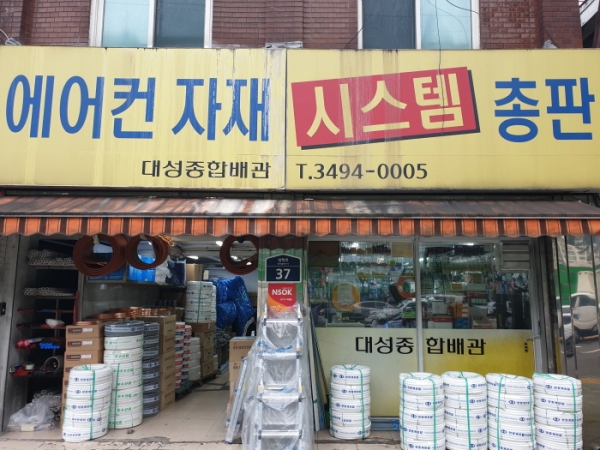 에어컨 자재 시스템 총판
대성종합배관 T.3494-0005
37
NSOK
대성종합배관